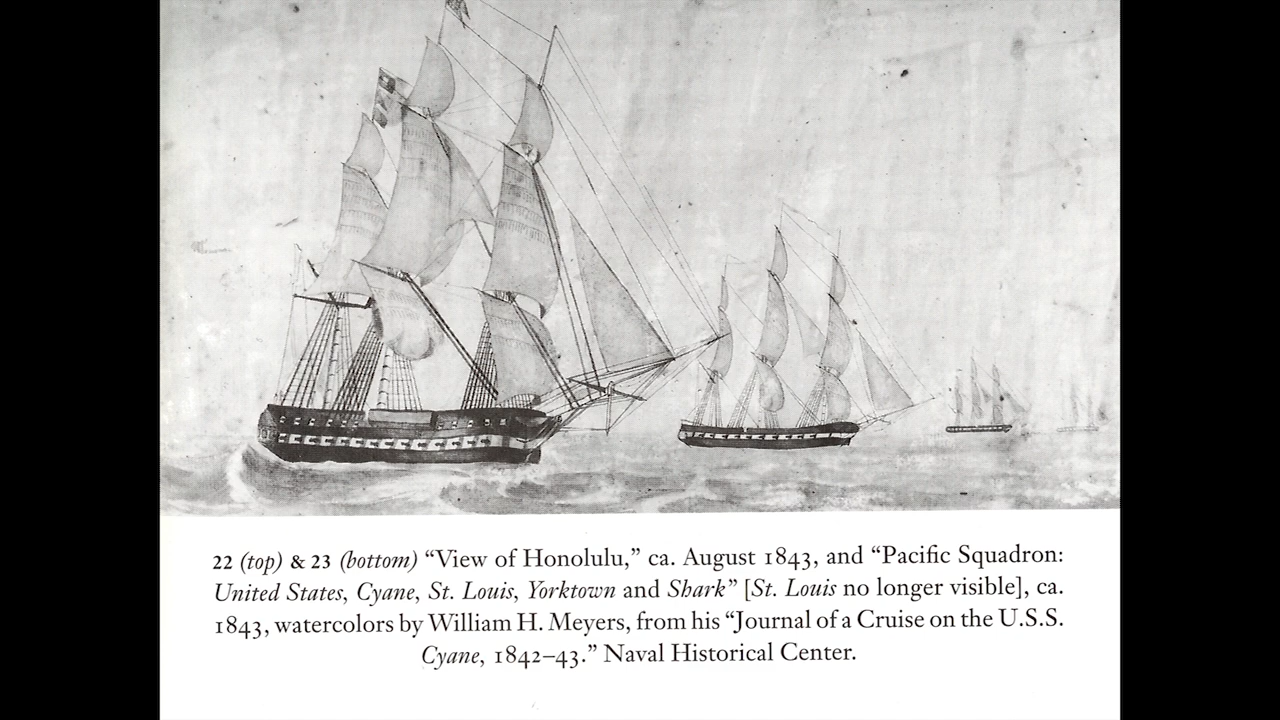 22 (top) & 23 (bottom) “View of Honolulu,” ca. August 1843, and “Pacific Squadron:
United States, Cyane, St. Louis, Yorktown and Shark” [St. Louis no longer visible], ca.
1843, watercolors by William H. Meyers, from his “Journal of a Cruise on the U.S.S.
Cyane, 1842–43.” Naval Historical Center.